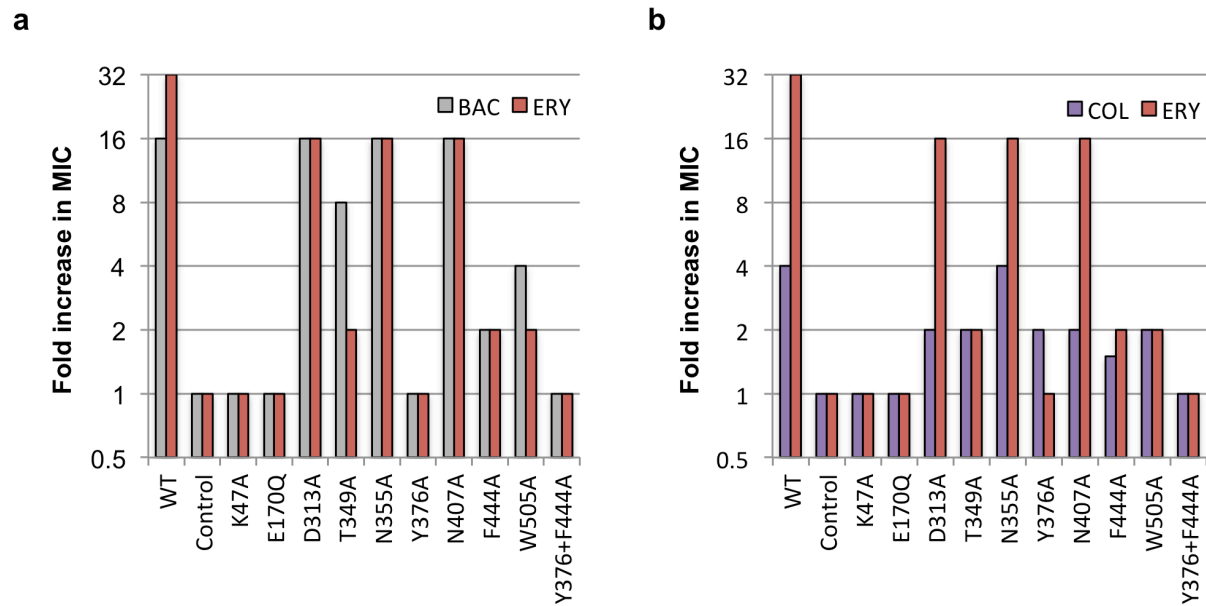 a
Fold increase in MIC
32
16
8
4
2
1
0.5
BAC ERY
WT
Control
K47A
E170Q
D313A
T349A
N355A
Y376A
N407A
F444A
W505A
Y376+F444A
b
Fold increase in MIC
32
16
8
4
2
1
0.5
COL ERY
WT
Control
K47A
E170Q
D313A
T349A
N355A
Y376A
N407A
F444A
W505A
Y376+F444A